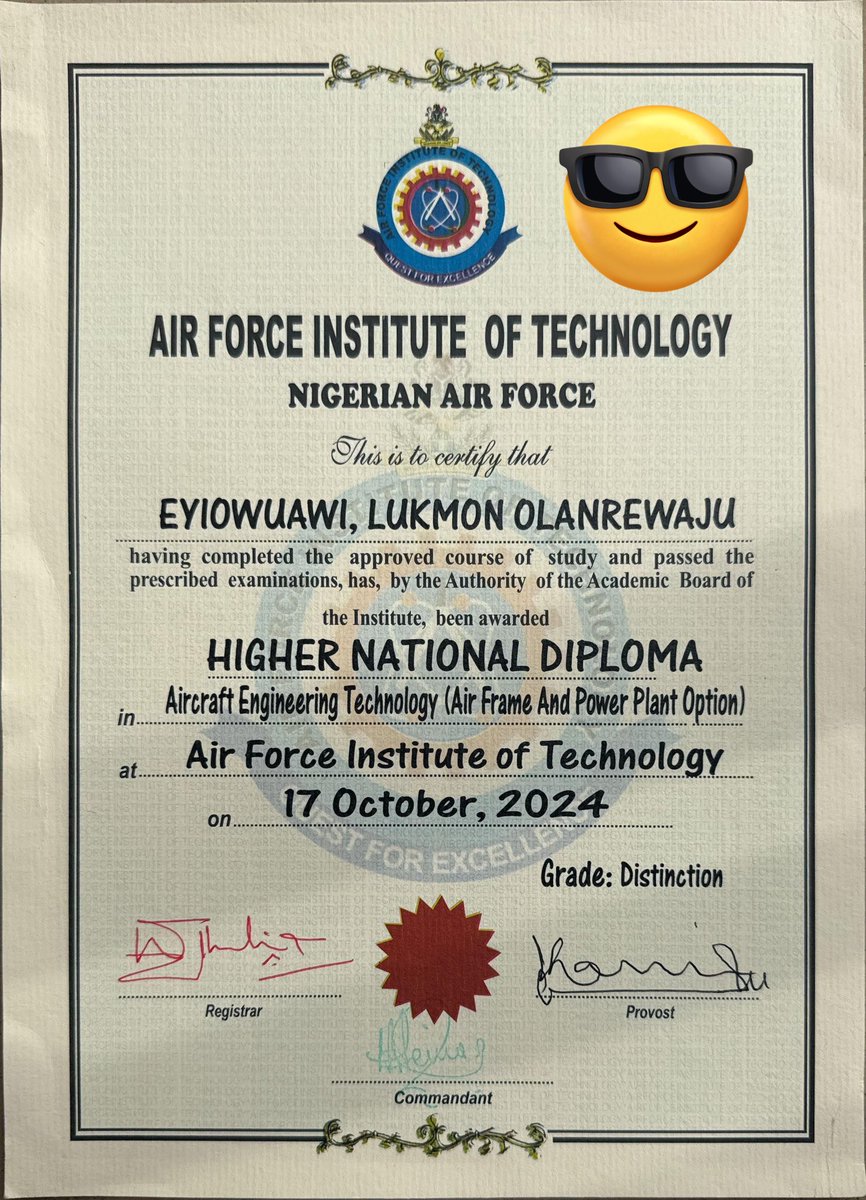 AIR FORCE INSTITUTE OF TECHNOLOGY
QUEST FOR EXCELLENCE
AIR FORCE INSTITUTE OF TECHNOLOGY
NIGERIAN AIR FORCE
This is to certify that
EYIOWUAWI, LUKMON OLANREWAJU
having completed the approved course of study and passed the
prescribed examinations, has, by the Authority of the Academic Board of
the Institute, been awarded
HIGHER NATIONAL DIPLOMA
in Aircraft Engineering Technology (Air Frame And Power Plant Option)
at Air Force Institute of Technology
on 17 October, 2024
QUEST FOR EXCELLENCE
Grade: Distinction
Registrar
Provost
Commandant